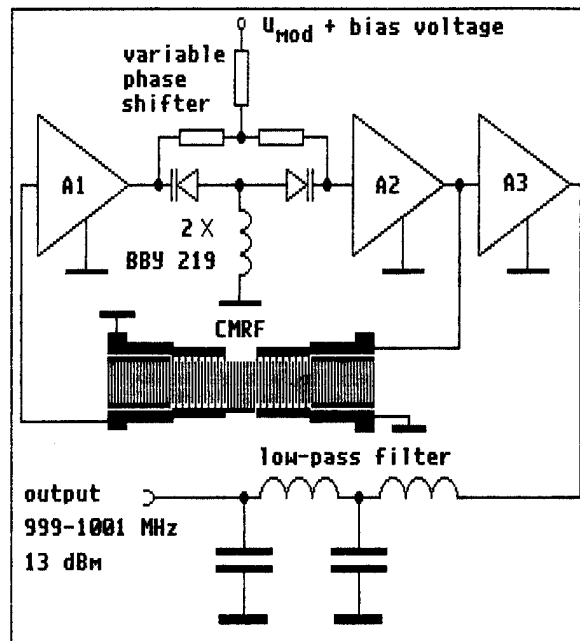 U Mod + bias voltage
variable
phase
shifter
A1
A2
A3
2 X
BBY 219
CMRF
low-pass filter
output
999-1001 MHz
13 dBm